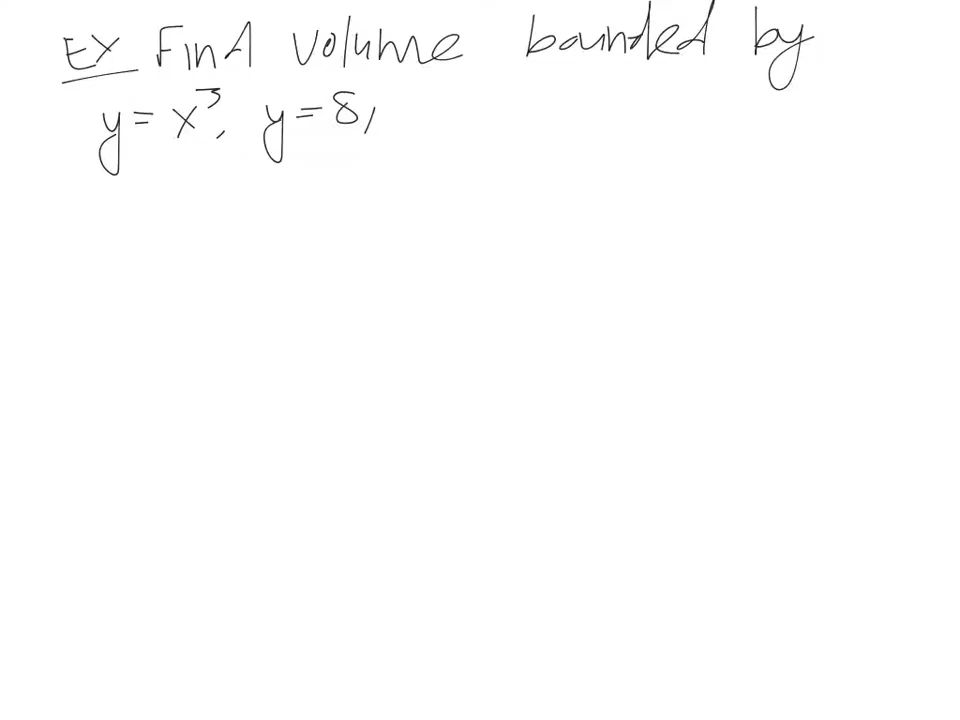 Ex Find volume bounded by
y = x³, y = 8,